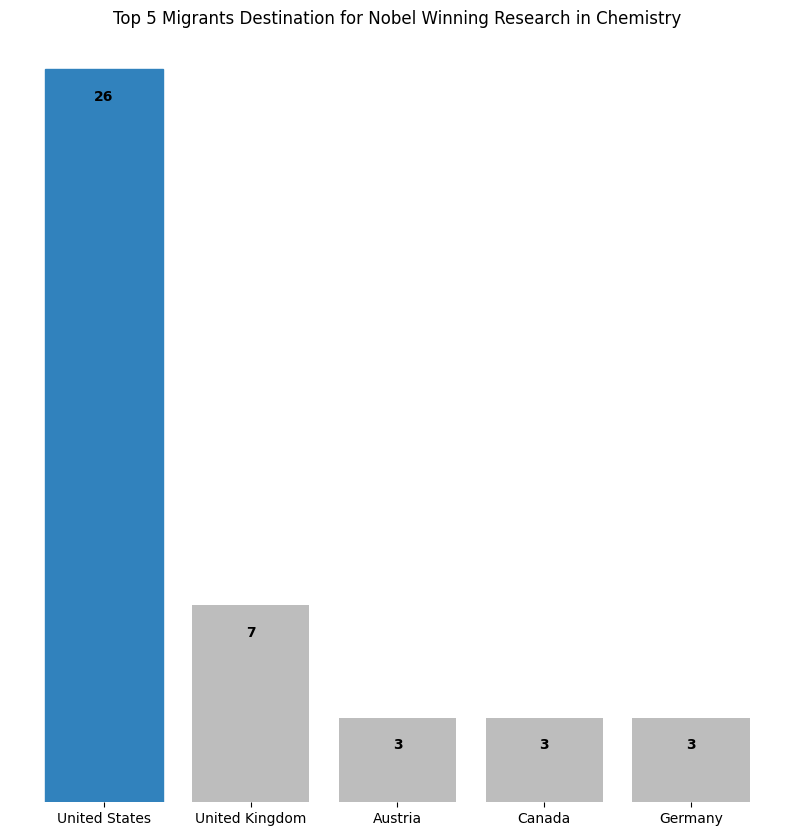 Top 5 Migrants Destination for Nobel Winning Research in Chemistry
26
7
3 3 3
United States United Kingdom Austria Canada Germany